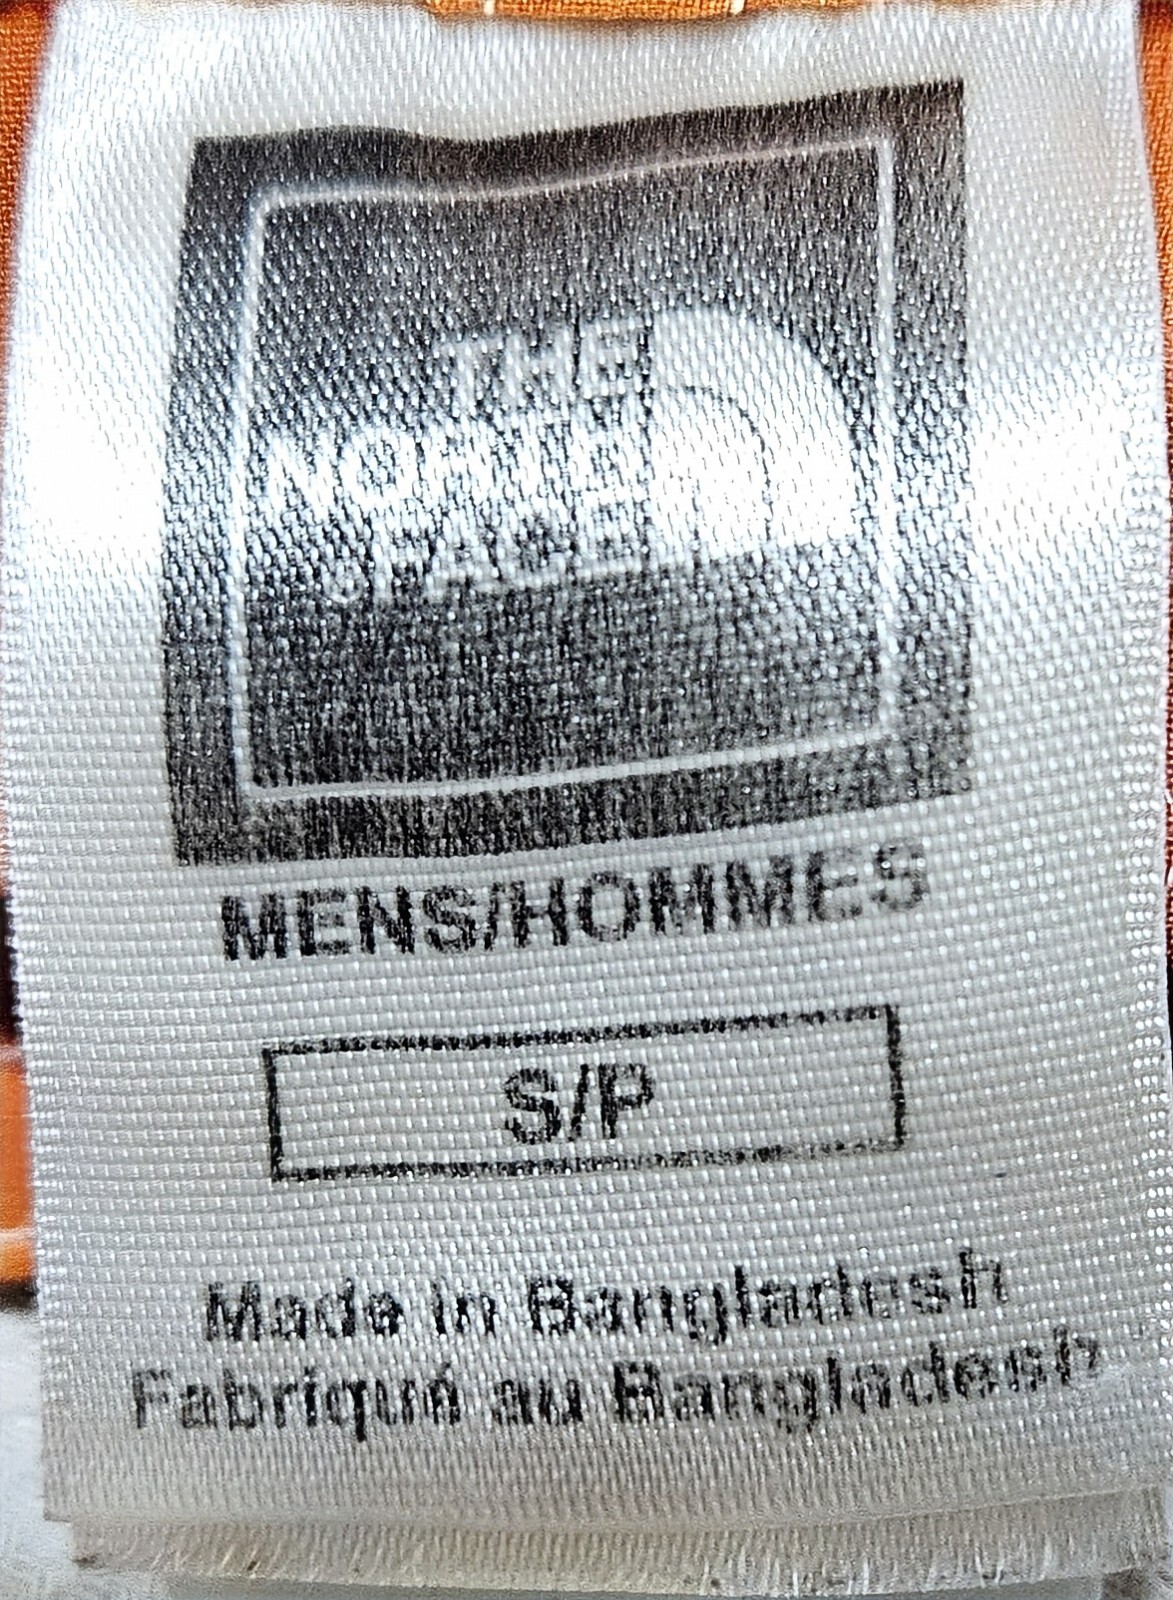 THE
NORTH
FACE
MENS/HOMMES
S/P
Made in Bangladesh
Fabriqué au Bangladesh